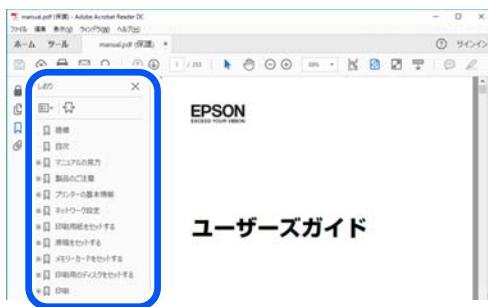 manual.pdf (保護) - Adobe Acrobat Reader DC
ファイル 編集 表示(V) ウィンドウ(W) ヘルプ(H)
ホーム ツール manual.pdf (保護) ×
サインイン
1 / 253
しおり
商標
目次
マニュアルの見方
製品のご注意
プリンターの基本情報
ネットワーク設定
印刷用紙をセットする
原稿をセットする
メモリーカードをセットする
印刷用のディスクをセットする
印刷
EPSON
EXCEED YOUR VISION
ユーザーズガイド